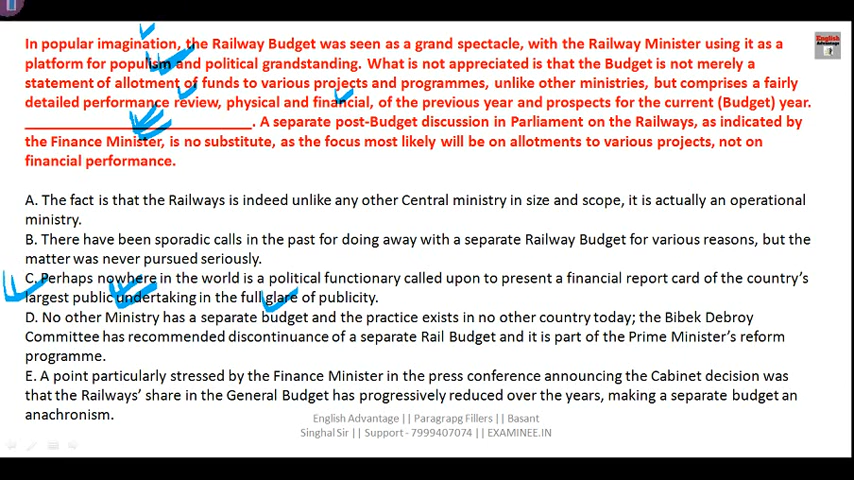 In popular imagination, the Railway Budget was seen as a grand spectacle, with the Railway Minister using it as a
platform for populism and political grandstanding. What is not appreciated is that the Budget is not merely a
statement of allotment of funds to various projects and programmes, unlike other ministries, but comprises a fairly
detailed performance review, physical and financial, of the previous year and prospects for the current (Budget) year.
____________________________. A separate post-Budget discussion in Parliament on the Railways, as indicated by
the Finance Minister, is no substitute, as the focus most likely will be on allotments to various projects, not on
financial performance.
English
Advantage
A. The fact is that the Railways is indeed unlike any other Central ministry in size and scope, it is actually an operational
ministry.
B. There have been sporadic calls in the past for doing away with a separate Railway Budget for various reasons, but the
matter was never pursued seriously.
C. Perhaps nowhere in the world is a political functionary called upon to present a financial report card of the country's
largest public undertaking in the full glare of publicity.
D. No other Ministry has a separate budget and the practice exists in no other country today; the Bibek Debroy
Committee has recommended discontinuance of a separate Rail Budget and it is part of the Prime Minister's reform
programme.
E. A point particularly stressed by the Finance Minister in the press conference announcing the Cabinet decision was
that the Railways' share in the General Budget has progressively reduced over the years, making a separate budget an
anachronism.
English Advantage || Paragrapg Fillers || Basant
Singhal Sir || Support - 7999407074 || EXAMINEE.IN